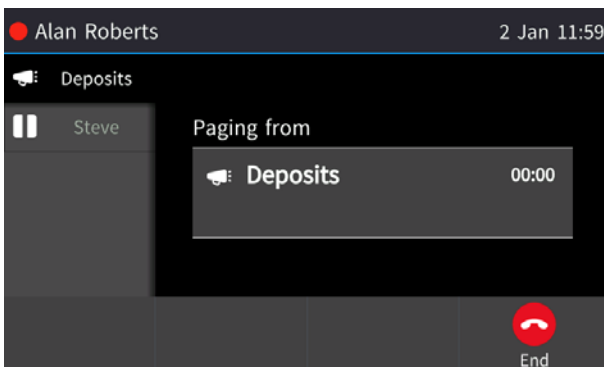 Alan Roberts 2 Jan 11:59
Deposits
Steve
Paging from
Deposits 00:00
End